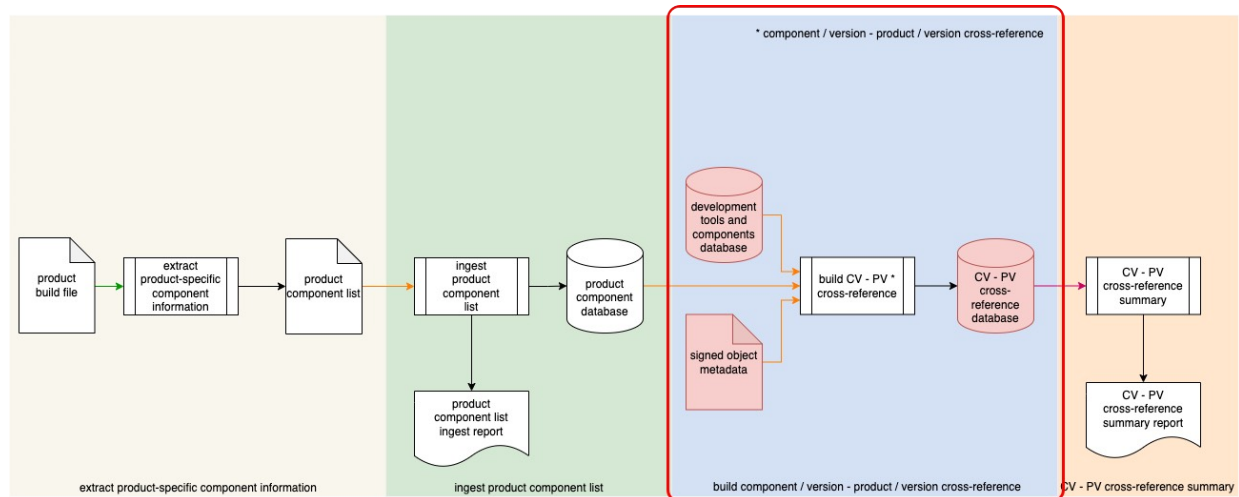 * component / version - product / version cross-reference
development
tools and
components
database
product
build file
extract
product-specific
component
information
product
component list
ingest
product
component
list
product
component
database
build CV - PV *
cross-reference
CV - PV
cross-
reference
database
CV - PV
cross-reference
summary
signed object
metadata
product
component list
ingest report
CV - PV
cross-reference
summary report
extract product-specific component information
ingest product component list
build component / version - product / version cross-reference
CV - PV cross-reference summary